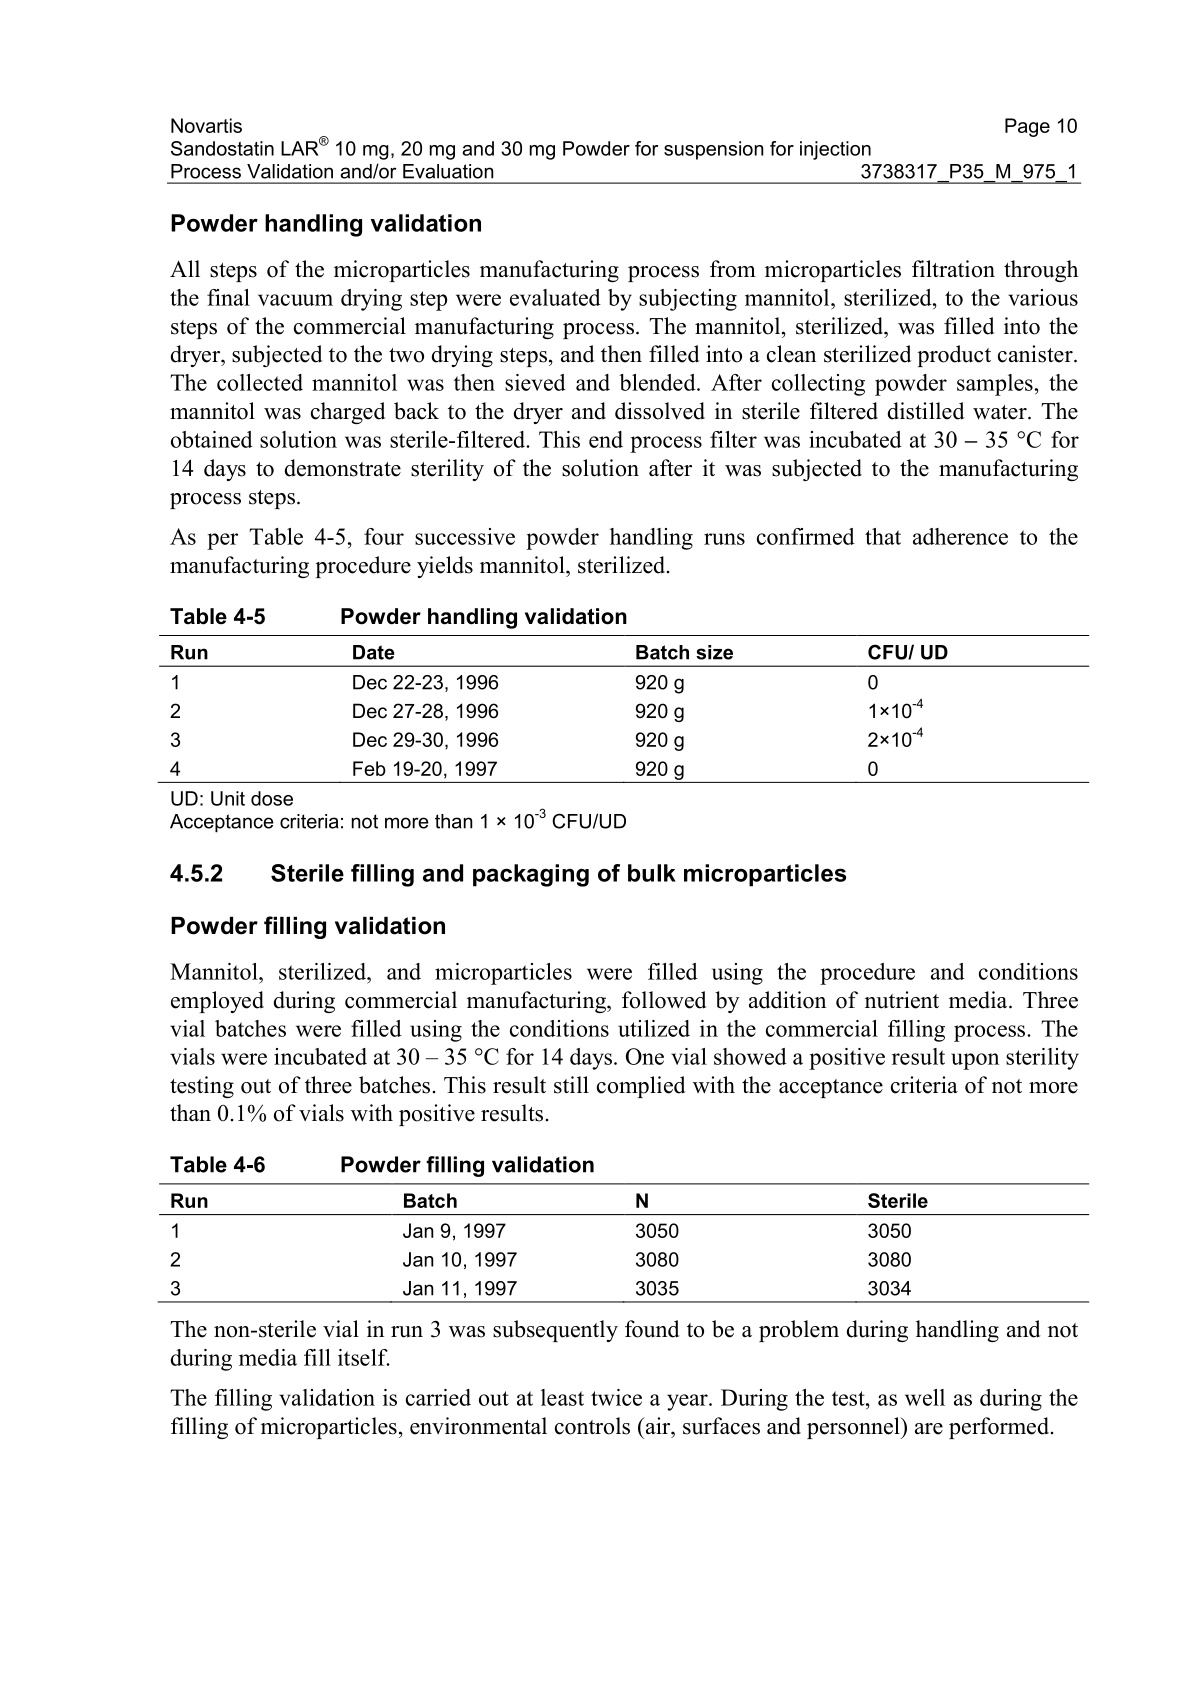 Novartis Page 10
Sandostatin LAR® 10 mg, 20 mg and 30 mg Powder for suspension for injection
Process Validation and/or Evaluation 3738317_P35_M_975_1
Powder handling validation
All steps of the microparticles manufacturing process from microparticles filtration through
the final vacuum drying step were evaluated by subjecting mannitol, sterilized, to the various
steps of the commercial manufacturing process. The mannitol, sterilized, was filled into the
dryer, subjected to the two drying steps, and then filled into a clean sterilized product canister.
The collected mannitol was then sieved and blended. After collecting powder samples, the
mannitol was charged back to the dryer and dissolved in sterile filtered distilled water. The
obtained solution was sterile-filtered. This end process filter was incubated at 30 – 35 °C for
14 days to demonstrate sterility of the solution after it was subjected to the manufacturing
process steps.
As per Table 4-5, four successive powder handling runs confirmed that adherence to the
manufacturing procedure yields mannitol, sterilized.
Table 4-5 Powder handling validation
Run Date Batch size CFU/ UD
1 Dec 22-23, 1996 920 g 0
2 Dec 27-28, 1996 920 g 1×10⁻⁴
3 Dec 29-30, 1996 920 g 2×10⁻⁴
4 Feb 19-20, 1997 920 g 0
UD: Unit dose
Acceptance criteria: not more than 1 × 10⁻³ CFU/UD
4.5.2 Sterile filling and packaging of bulk microparticles
Powder filling validation
Mannitol, sterilized, and microparticles were filled using the procedure and conditions
employed during commercial manufacturing, followed by addition of nutrient media. Three
vial batches were filled using the conditions utilized in the commercial filling process. The
vials were incubated at 30 – 35 °C for 14 days. One vial showed a positive result upon sterility
testing out of three batches. This result still complied with the acceptance criteria of not more
than 0.1% of vials with positive results.
Table 4-6 Powder filling validation
Run Batch N Sterile
1 Jan 9, 1997 3050 3050
2 Jan 10, 1997 3080 3080
3 Jan 11, 1997 3035 3034
The non-sterile vial in run 3 was subsequently found to be a problem during handling and not
during media fill itself.
The filling validation is carried out at least twice a year. During the test, as well as during the
filling of microparticles, environmental controls (air, surfaces and personnel) are performed.